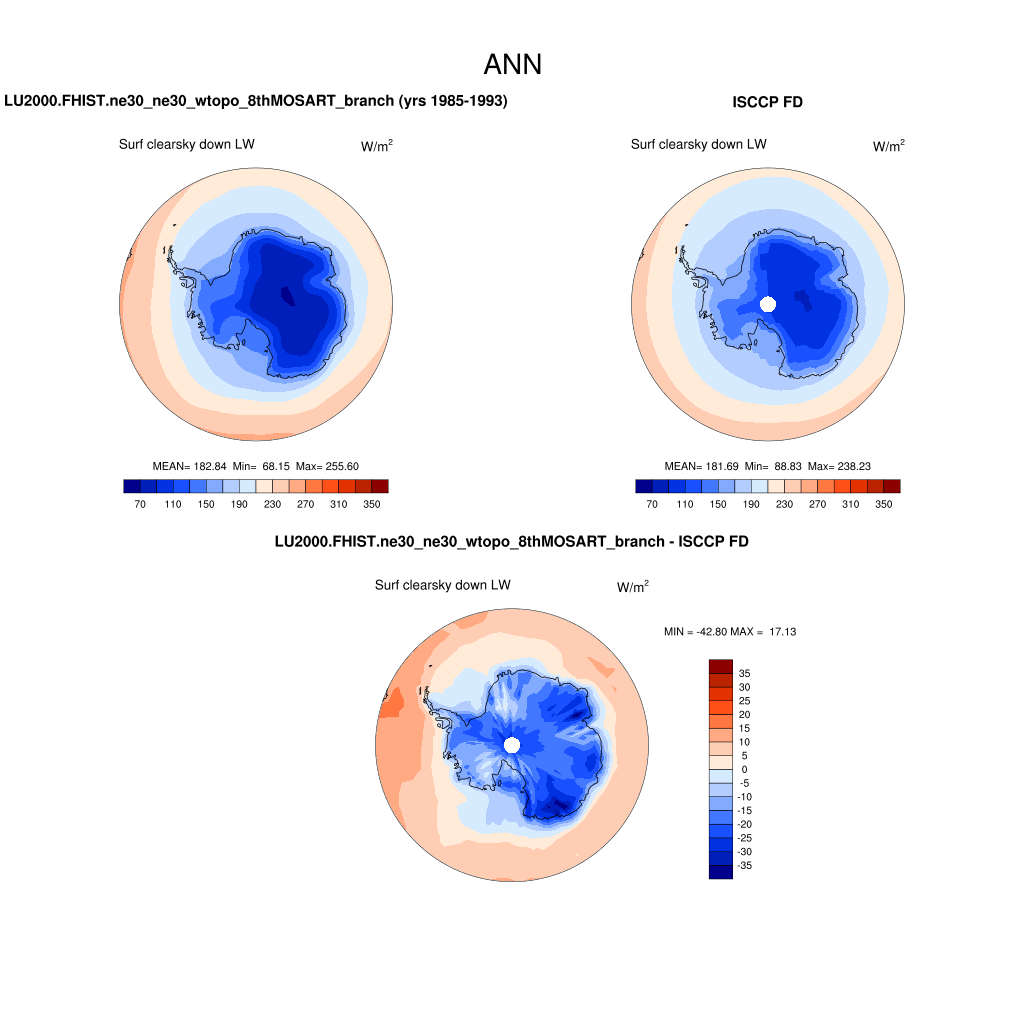 ANN
LU2000.FHIST.ne30_ne30_wtopo_8thMOSART_branch (yrs 1985-1993)
ISCCP FD
Surf clearsky down LW W/m²
Surf clearsky down LW W/m²
MEAN= 182.84 Min= 68.15 Max= 255.60
MEAN= 181.69 Min= 88.83 Max= 238.23
70 110 150 190 230 270 310 350
70 110 150 190 230 270 310 350
LU2000.FHIST.ne30_ne30_wtopo_8thMOSART_branch - ISCCP FD
Surf clearsky down LW W/m²
MIN = -42.80 MAX = 17.13
35
30
25
20
15
10
5
0
-5
-10
-15
-20
-25
-30
-35